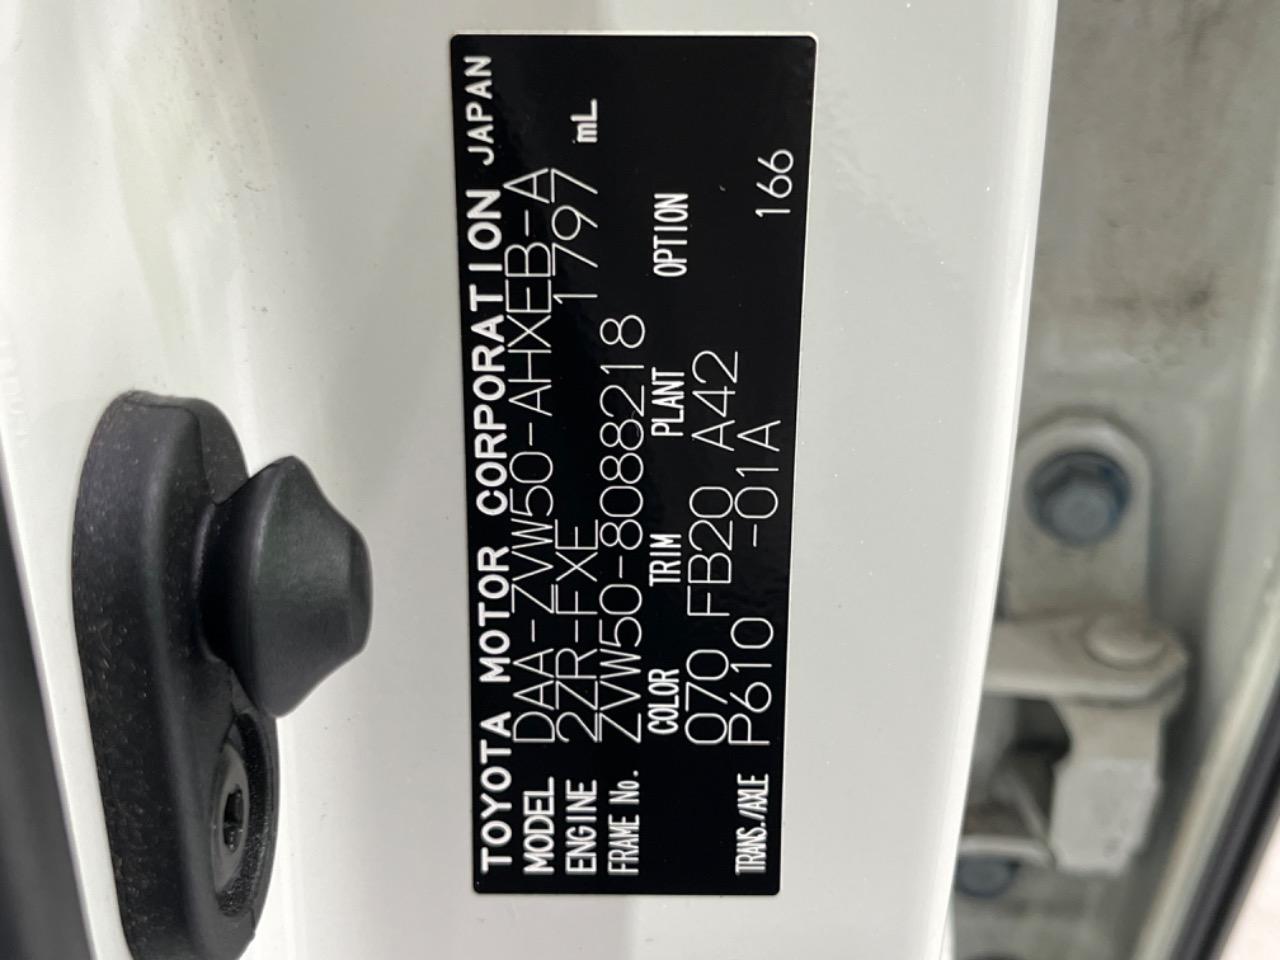 TOYOTA MOTOR CORPORATION JAPAN
MODEL DAA-ZVW50-AHXEB-A
ENGINE 2ZR-FXE 1797 mL
FRAME No. ZVW50-8088218
COLOR TRIM PLANT OPTION
070 FB20 A42
TRANS./AXLE P610 -01A 166